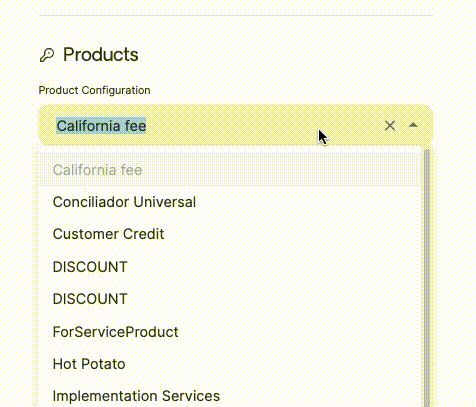 Products
Product Configuration
California fee
California fee
Conciliador Universal
Customer Credit
DISCOUNT
DISCOUNT
ForServiceProduct
Hot Potato
Implementation Services